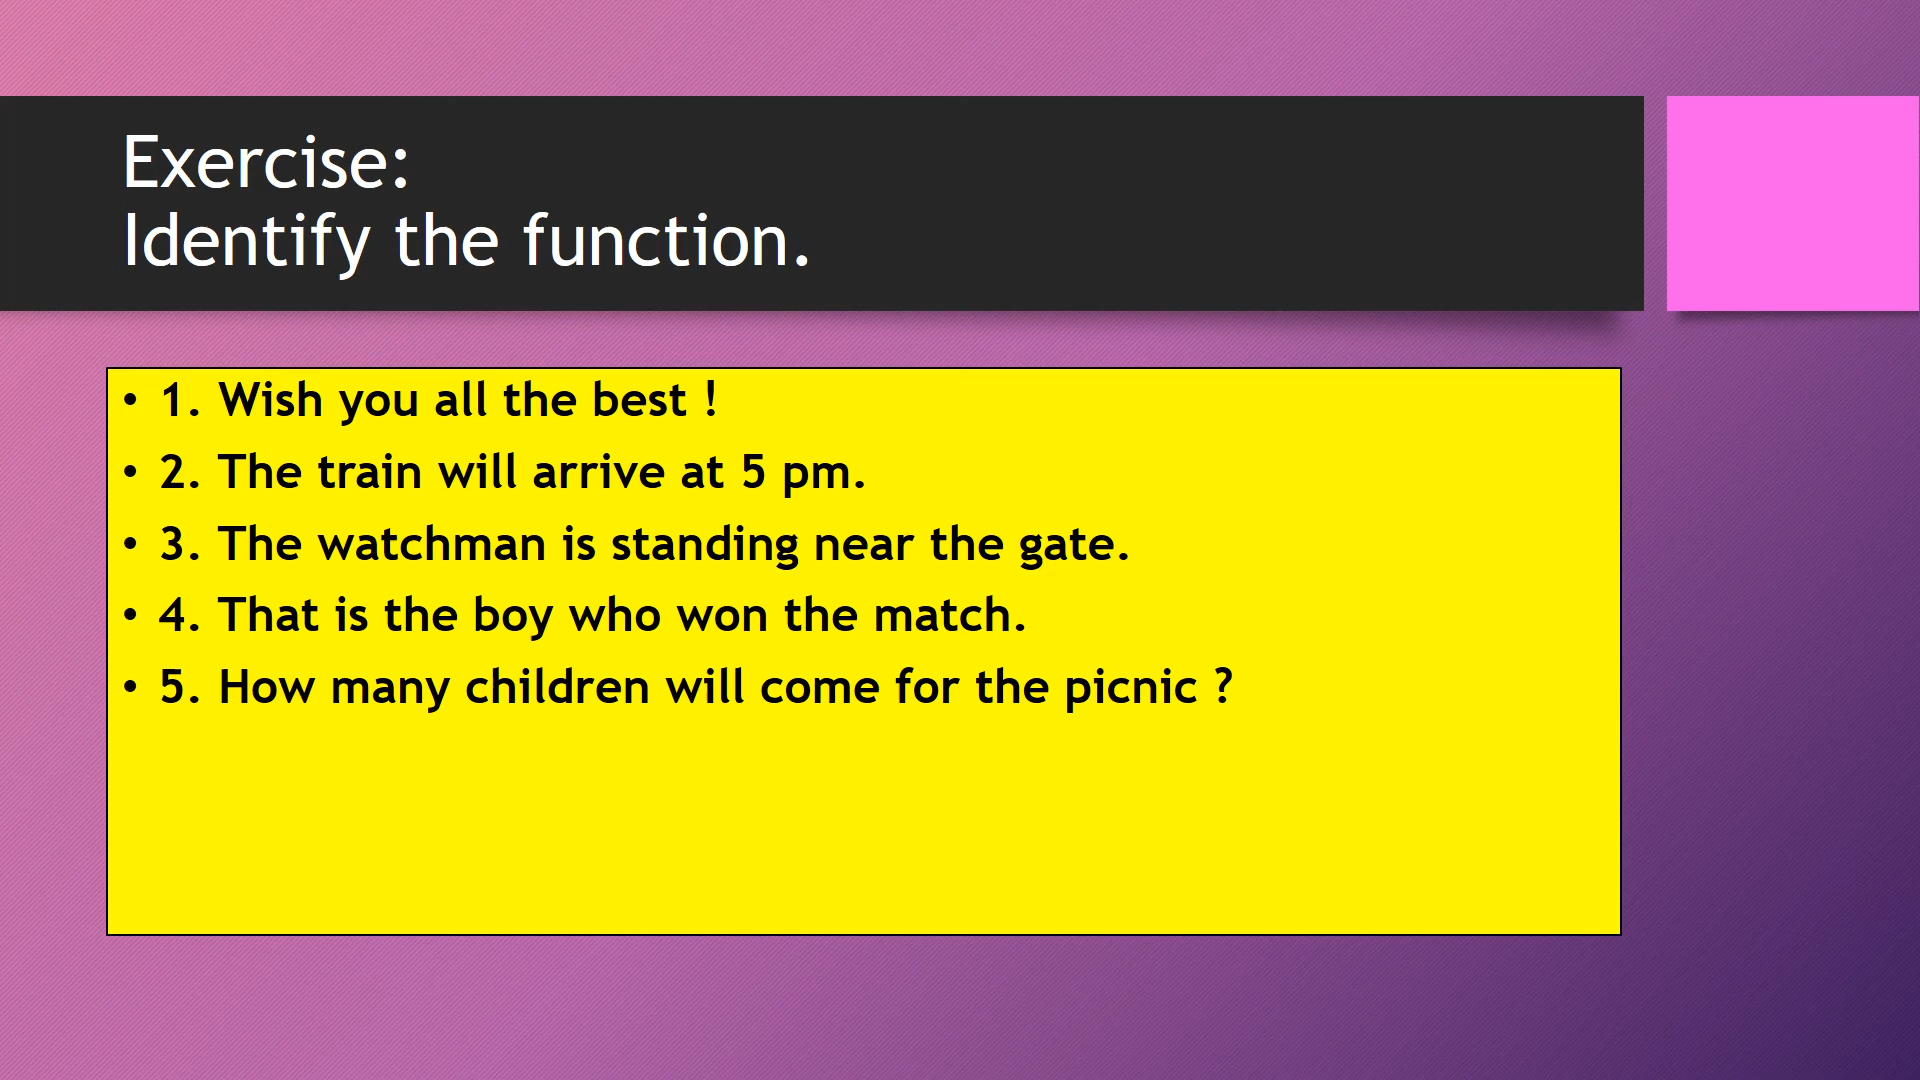 Exercise:
Identify the function.
• 1. Wish you all the best !
• 2. The train will arrive at 5 pm.
• 3. The watchman is standing near the gate.
• 4. That is the boy who won the match.
• 5. How many children will come for the picnic ?